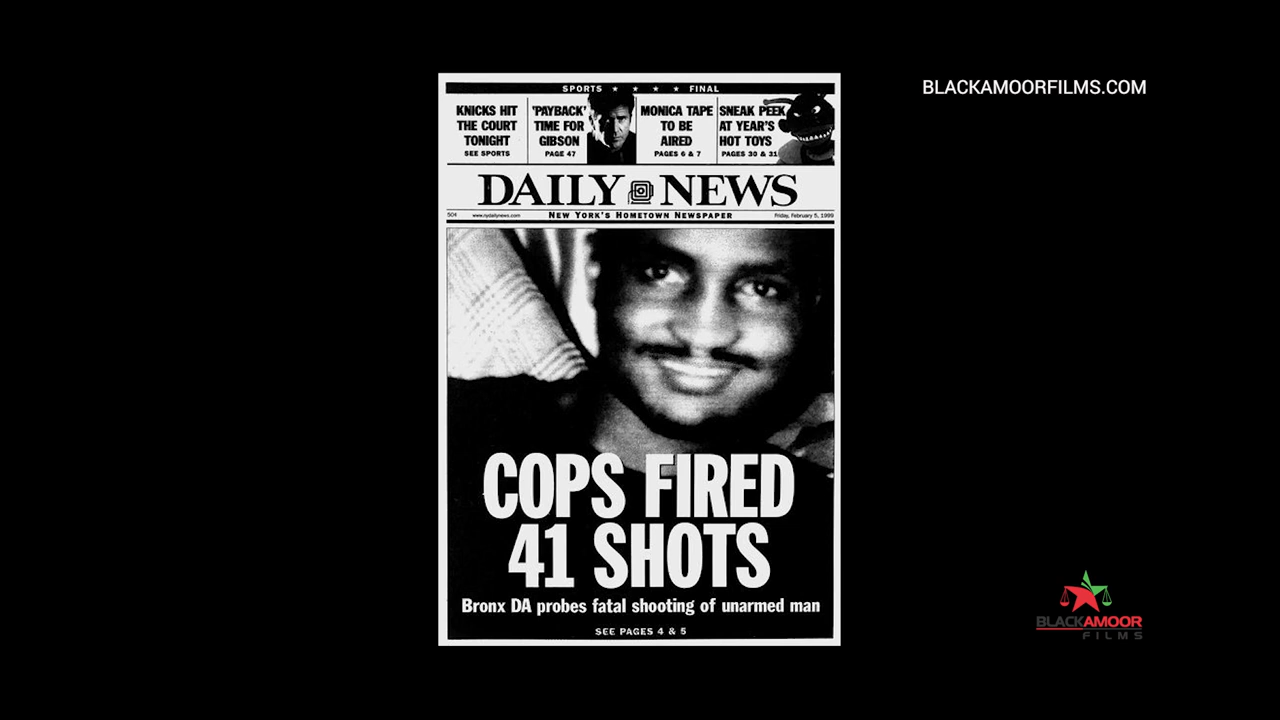 BLACKAMOORFILMS.COM
SPORTS ★ ★ ★ ★ FINAL
KNICKS HIT
THE COURT
TONIGHT
SEE SPORTS
'PAYBACK'
TIME FOR
GIBSON
PAGE 47
MONICA TAPE
TO BE
AIRED
PAGES 6 & 7
SNEAK PEEK
AT YEAR'S
HOT TOYS
PAGES 30 & 31
DAILY NEWS
50¢ www.nydailynews.com NEW YORK'S HOMETOWN NEWSPAPER Friday, February 5, 1999
COPS FIRED
41 SHOTS
Bronx DA probes fatal shooting of unarmed man
SEE PAGES 4 & 5
BLACKAMOOR
FILMS